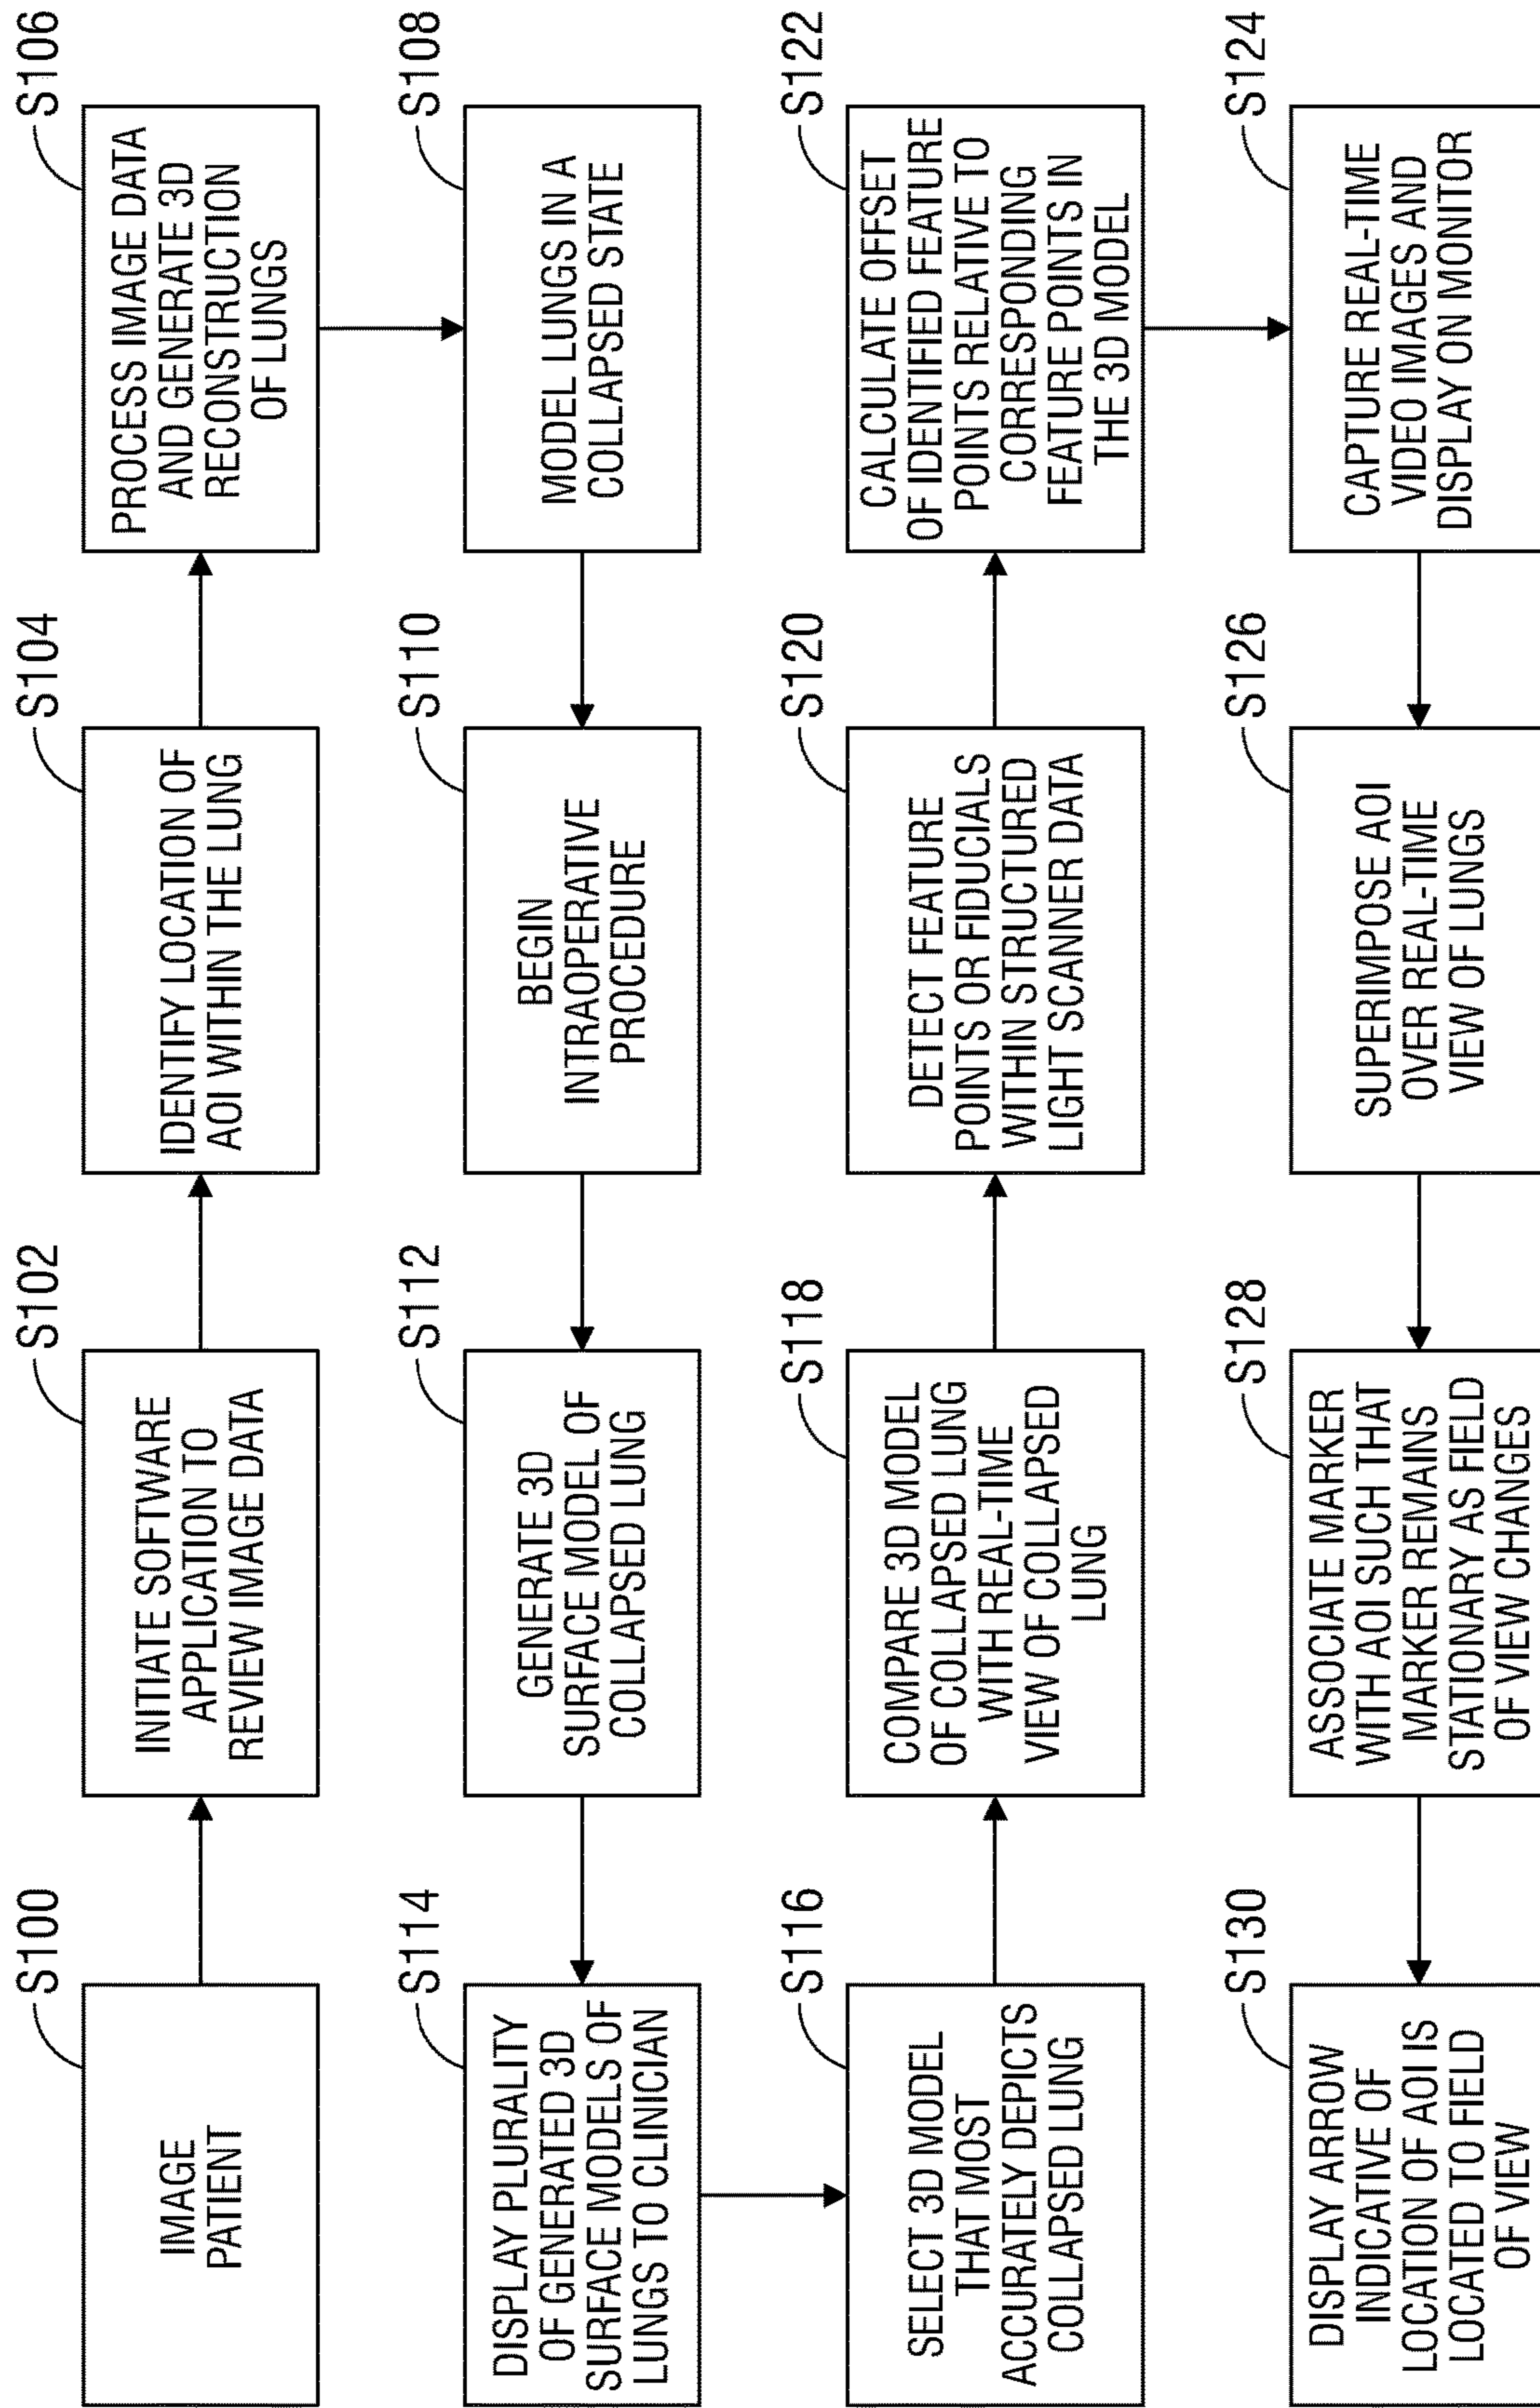 S100
IMAGE
PATIENT
S102
INITIATE SOFTWARE
APPLICATION TO
REVIEW IMAGE DATA
S104
IDENTIFY LOCATION OF
AOI WITHIN THE LUNG
S106
PROCESS IMAGE DATA
AND GENERATE 3D
RECONSTRUCTION
OF LUNGS
S108
MODEL LUNGS IN A
COLLAPSED STATE
S110
BEGIN
INTRAOPERATIVE
PROCEDURE
S112
GENERATE 3D
SURFACE MODEL OF
COLLAPSED LUNG
S114
DISPLAY PLURALITY
OF GENERATED 3D
SURFACE MODELS OF
LUNGS TO CLINICIAN
S116
SELECT 3D MODEL
THAT MOST
ACCURATELY DEPICTS
COLLAPSED LUNG
S118
COMPARE 3D MODEL
OF COLLAPSED LUNG
WITH REAL-TIME
VIEW OF COLLAPSED
LUNG
S120
DETECT FEATURE
POINTS OR FIDUCIALS
WITHIN STRUCTURED
LIGHT SCANNER DATA
S122
CALCULATE OFFSET
OF IDENTIFIED FEATURE
POINTS RELATIVE TO
CORRESPONDING
FEATURE POINTS IN
THE 3D MODEL
S124
CAPTURE REAL-TIME
VIDEO IMAGES AND
DISPLAY ON MONITOR
S126
SUPERIMPOSE AOI
OVER REAL-TIME
VIEW OF LUNGS
S128
ASSOCIATE MARKER
WITH AOI SUCH THAT
MARKER REMAINS
STATIONARY AS FIELD
OF VIEW CHANGES
S130
DISPLAY ARROW
INDICATIVE OF
LOCATION OF AOI IS
LOCATED TO FIELD
OF VIEW